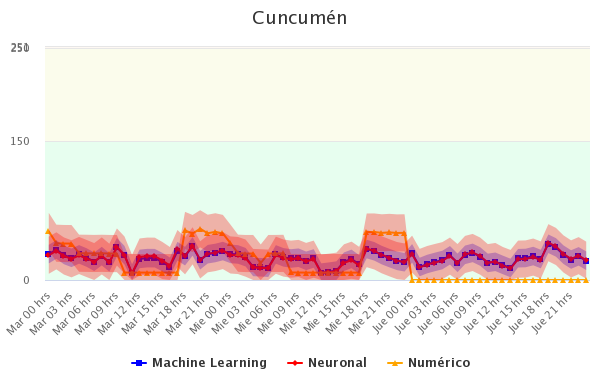 Cuncumén
150
0
Mar 00 hrs
Mar 03 hrs
Mar 06 hrs
Mar 09 hrs
Mar 12 hrs
Mar 15 hrs
Mar 18 hrs
Mar 21 hrs
Mie 00 hrs
Mie 03 hrs
Mie 06 hrs
Mie 09 hrs
Mie 12 hrs
Mie 15 hrs
Mie 18 hrs
Mie 21 hrs
Jue 00 hrs
Jue 03 hrs
Jue 06 hrs
Jue 09 hrs
Jue 12 hrs
Jue 15 hrs
Jue 18 hrs
Jue 21 hrs
Machine Learning Neuronal Numérico